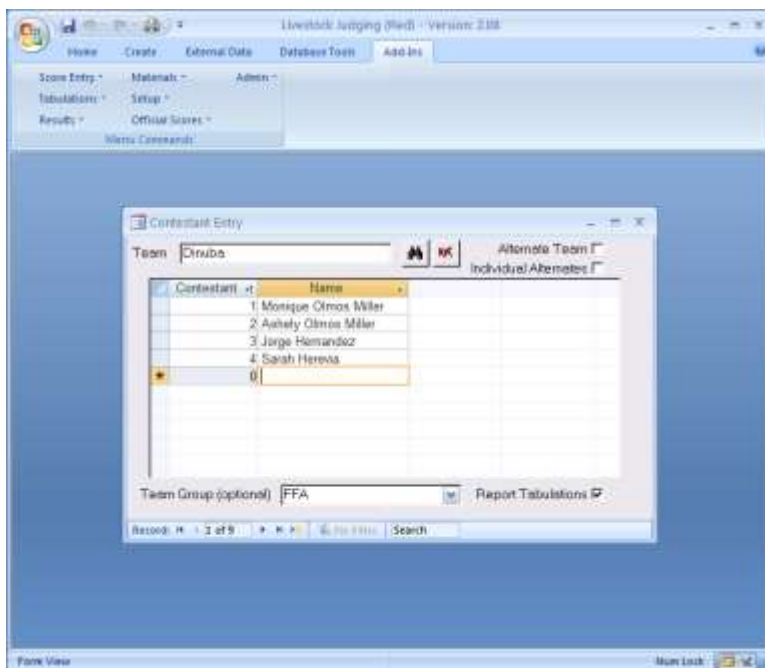 Livestock Judging (Red) - Version: 2.08
Home Create External Data Database Tools Add-Ins
Score Entry Materials Admin
Tabulations Setup
Results Official Scores
Menu Commands
Contestant Entry
Team Dinuba Alternate Team
Individual Alternates
Contestant Name
1 Monique Olmos Miller
2 Ashely Olmos Miller
3 Jorge Hernandez
4 Sarah Herevia
0
Team Group (optional) FFA Report Tabulations
Record: 1 of 9 No Filter Search
Form View Num Lock